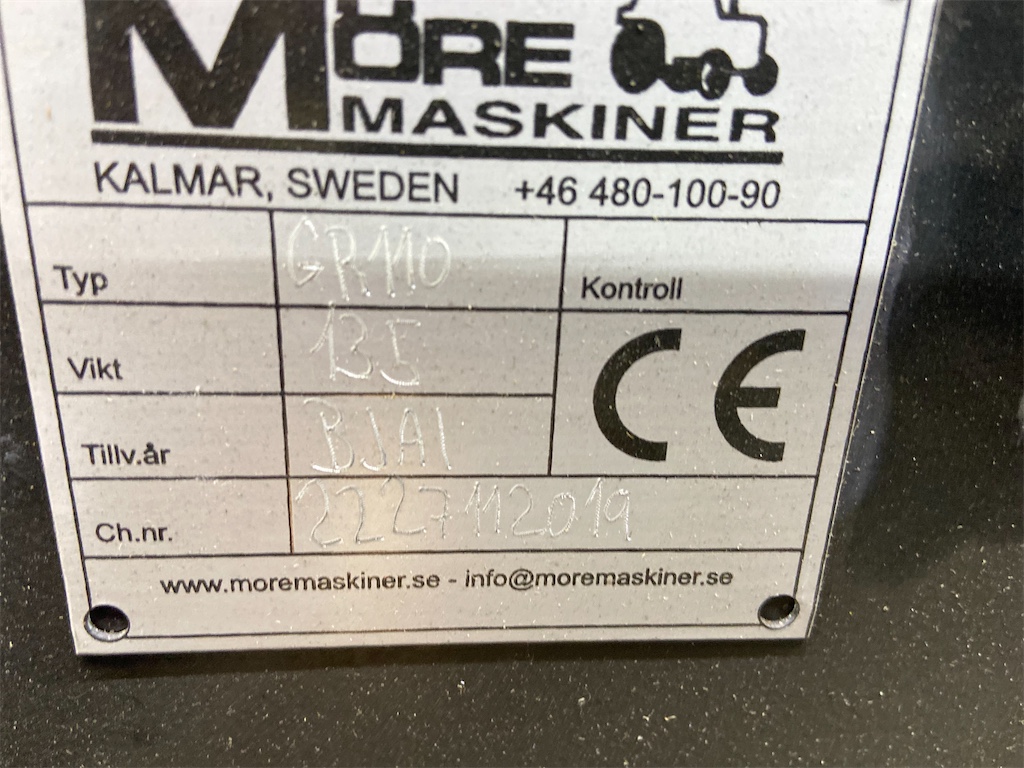 MORE
MASKINER
KALMAR, SWEDEN +46 480-100-90
Typ GR110 Kontroll
Vikt 135
CE
Tillv.år BJA1
Ch.nr. 2227112019
www.moremaskiner.se - info@moremaskiner.se